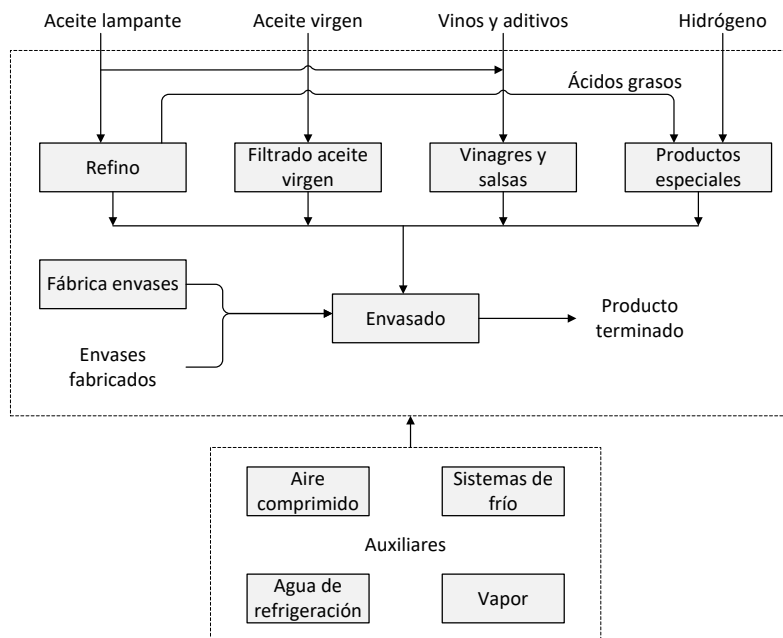 Aceite lampante
Aceite virgen
Vinos y aditivos
Hidrógeno
Ácidos grasos
Refino
Filtrado aceite
virgen
Vinagres y
salsas
Productos
especiales
Fábrica envases
Envasado
Producto
terminado
Envases
fabricados
Aire
comprimido
Sistemas de
frío
Auxiliares
Agua de
refrigeración
Vapor